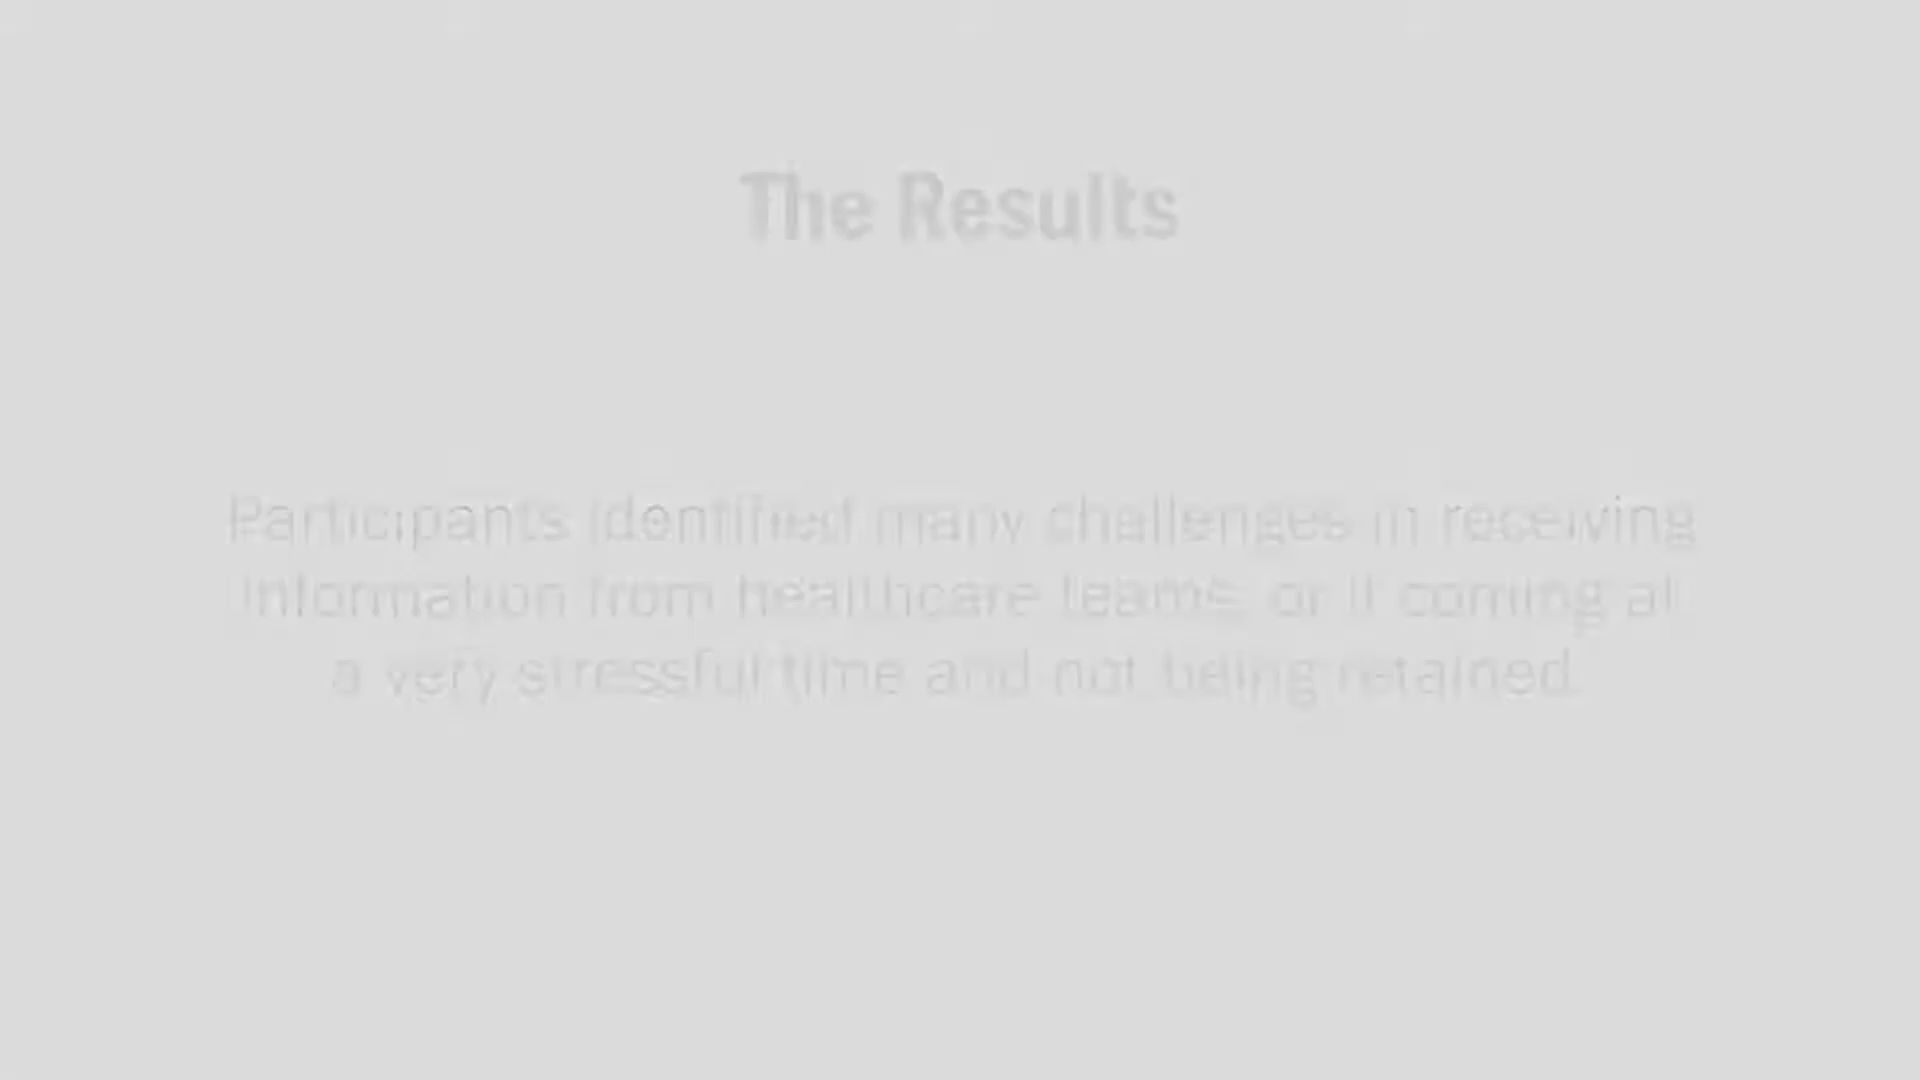 The Results
Participants identified many challenges in receiving
information from healthcare teams, or it coming at
a very stressful time and not being retained.